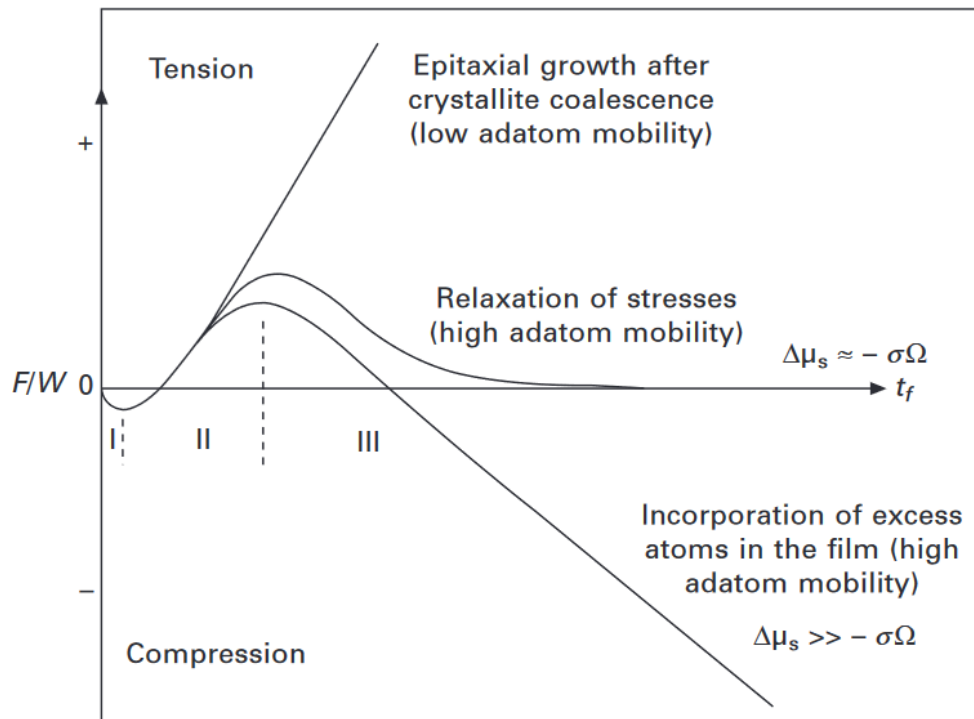 Tension
Epitaxial growth after
crystallite coalescence
(low adatom mobility)
+
Relaxation of stresses
(high adatom mobility)
Δμs ≈ − σΩ
F/W 0
tf
I
II
III
Incorporation of excess
atoms in the film (high
adatom mobility)
−
Δμs >> − σΩ
Compression